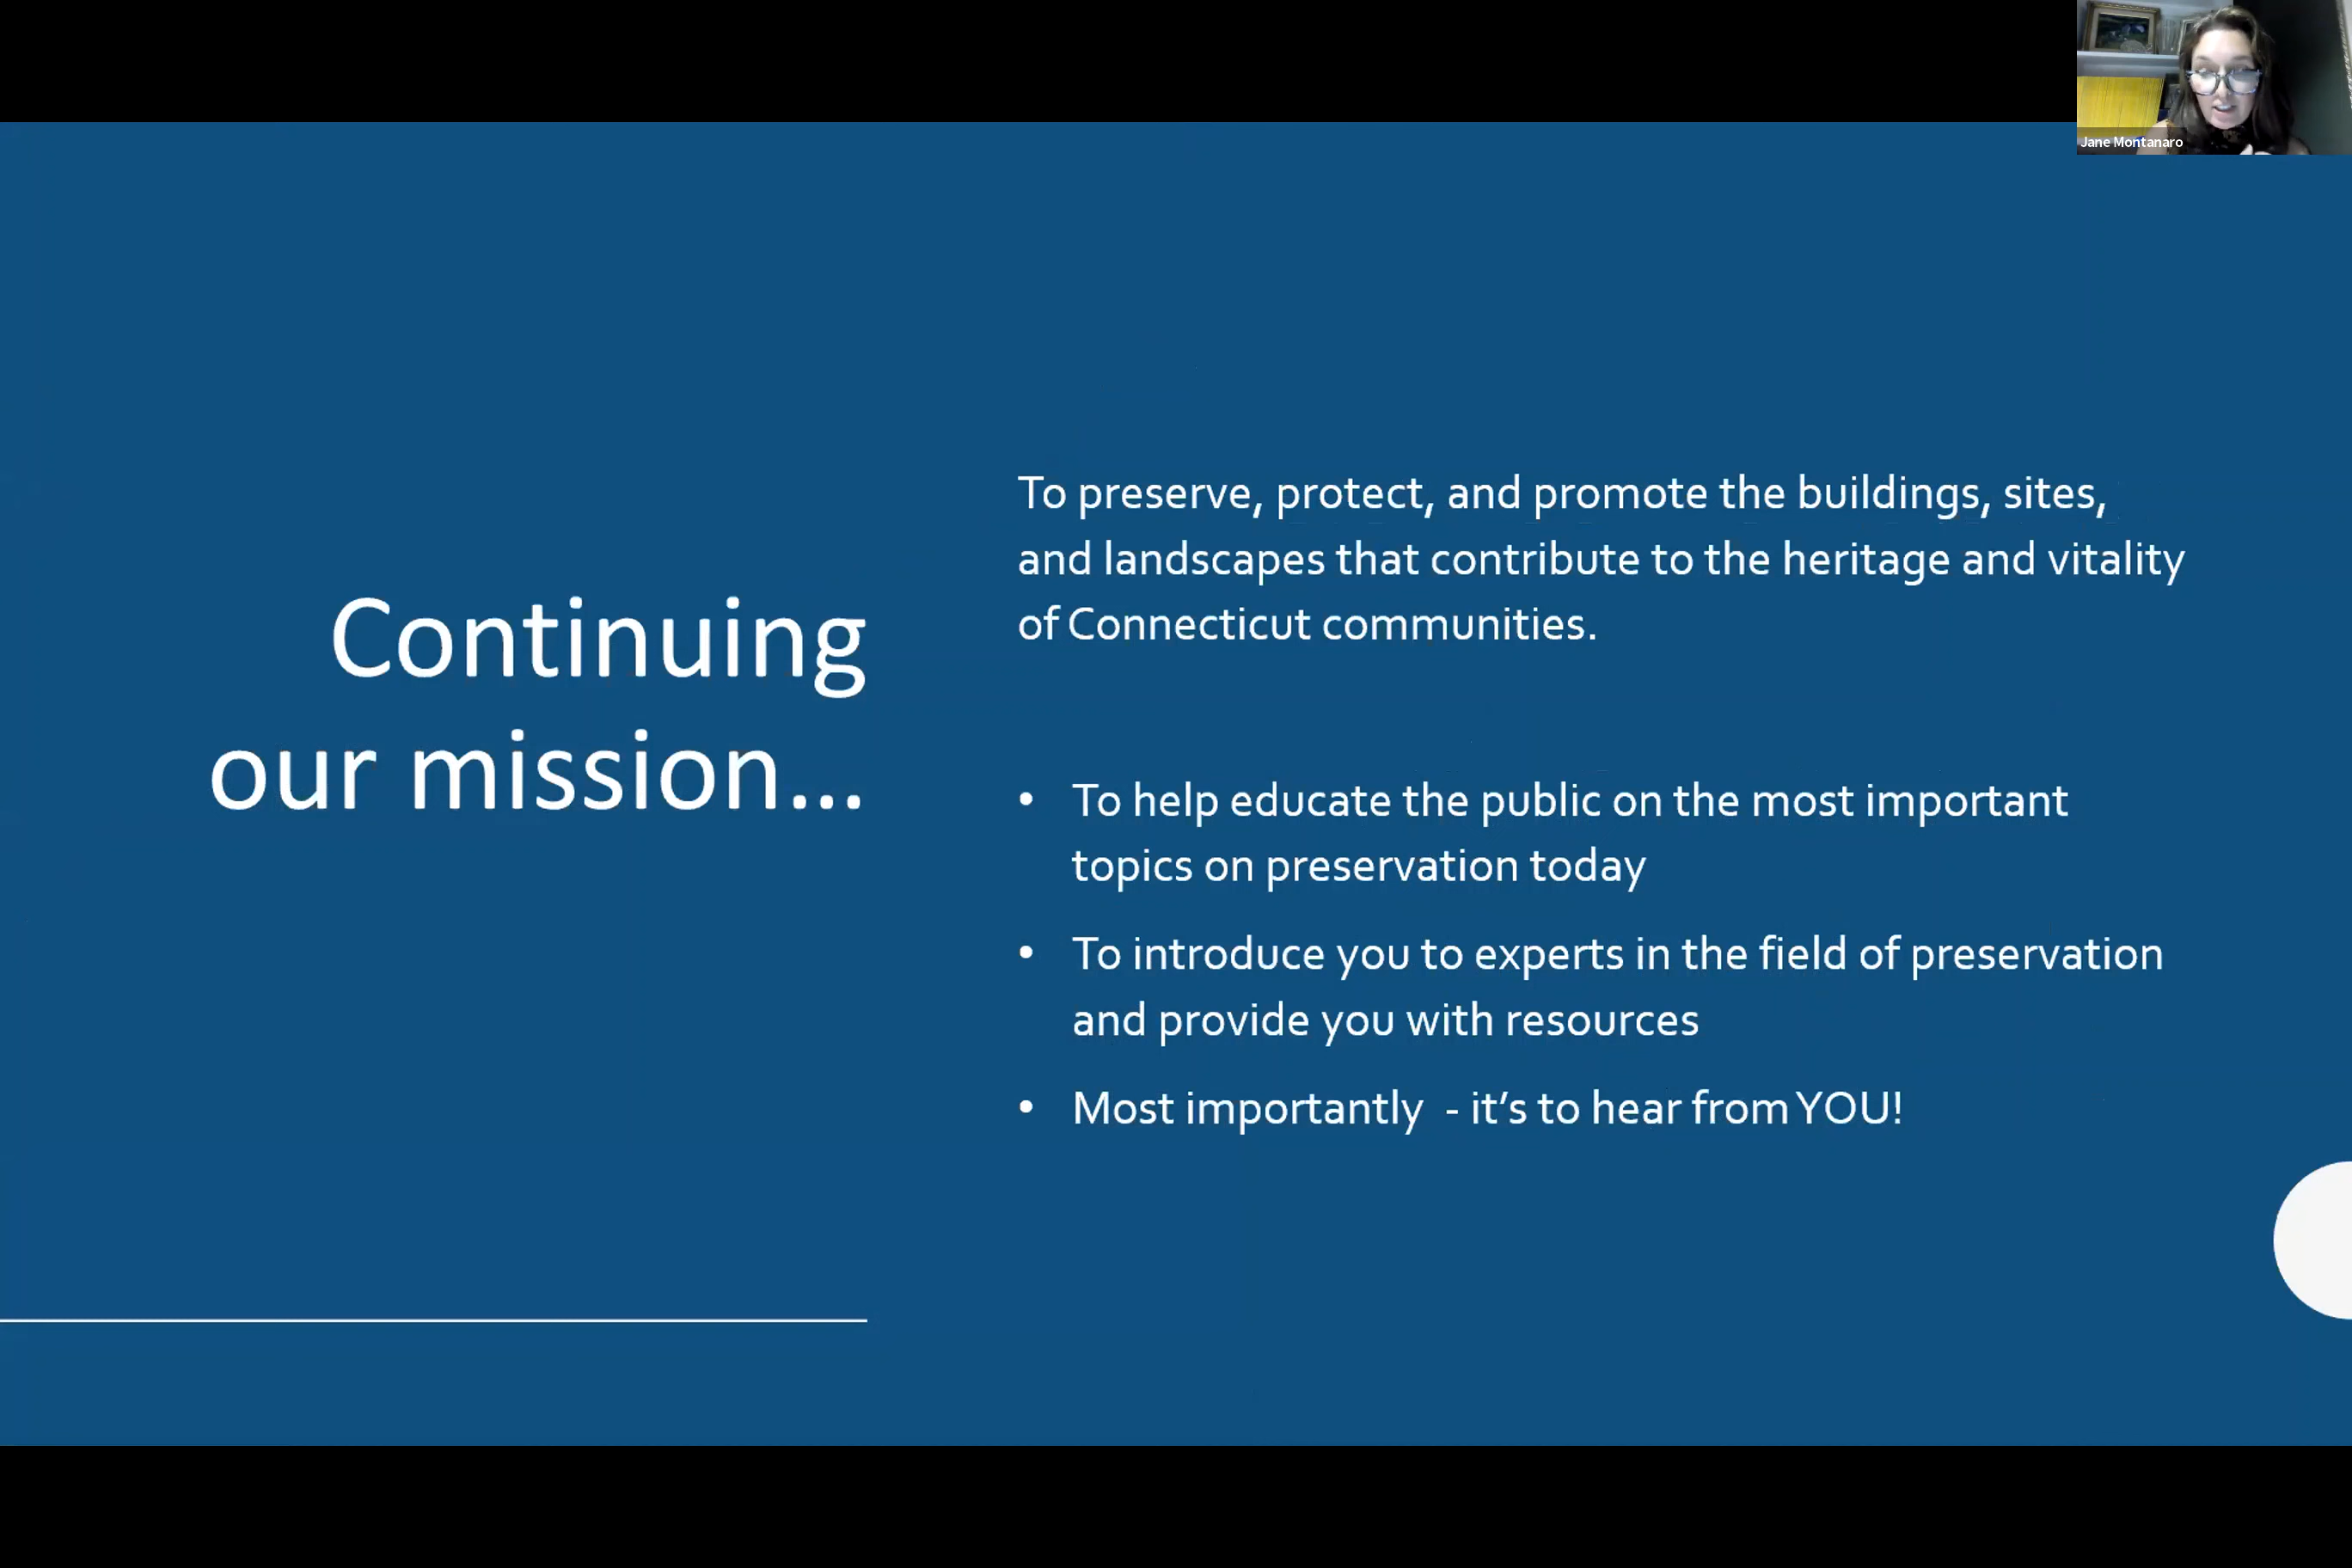 Jane Montanaro
Continuing
our mission...
To preserve, protect, and promote the buildings, sites,
and landscapes that contribute to the heritage and vitality
of Connecticut communities.
• To help educate the public on the most important
topics on preservation today
• To introduce you to experts in the field of preservation
and provide you with resources
• Most importantly  - it’s to hear from YOU!